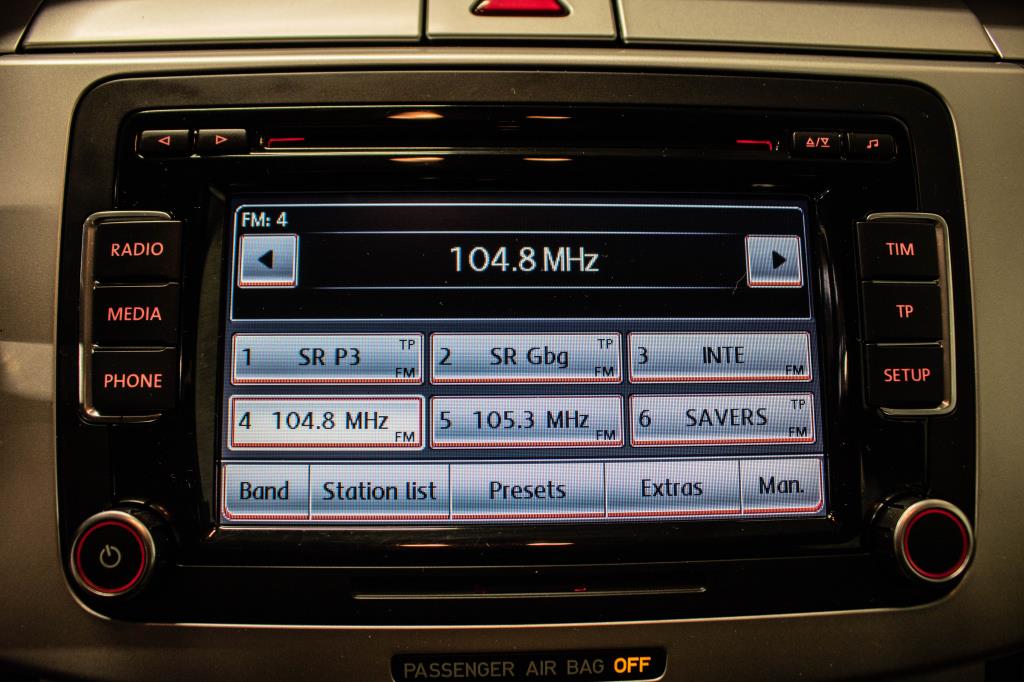 FM: 4
104.8 MHz
RADIO
MEDIA
PHONE
TIM
TP
SETUP
1 SR P3 TP FM
2 SR Gbg TP FM
3 INTE FM
4 104.8 MHz FM
5 105.3 MHz FM
6 SAVERS TP FM
Band Station list Presets Extras Man.
PASSENGER AIR BAG OFF